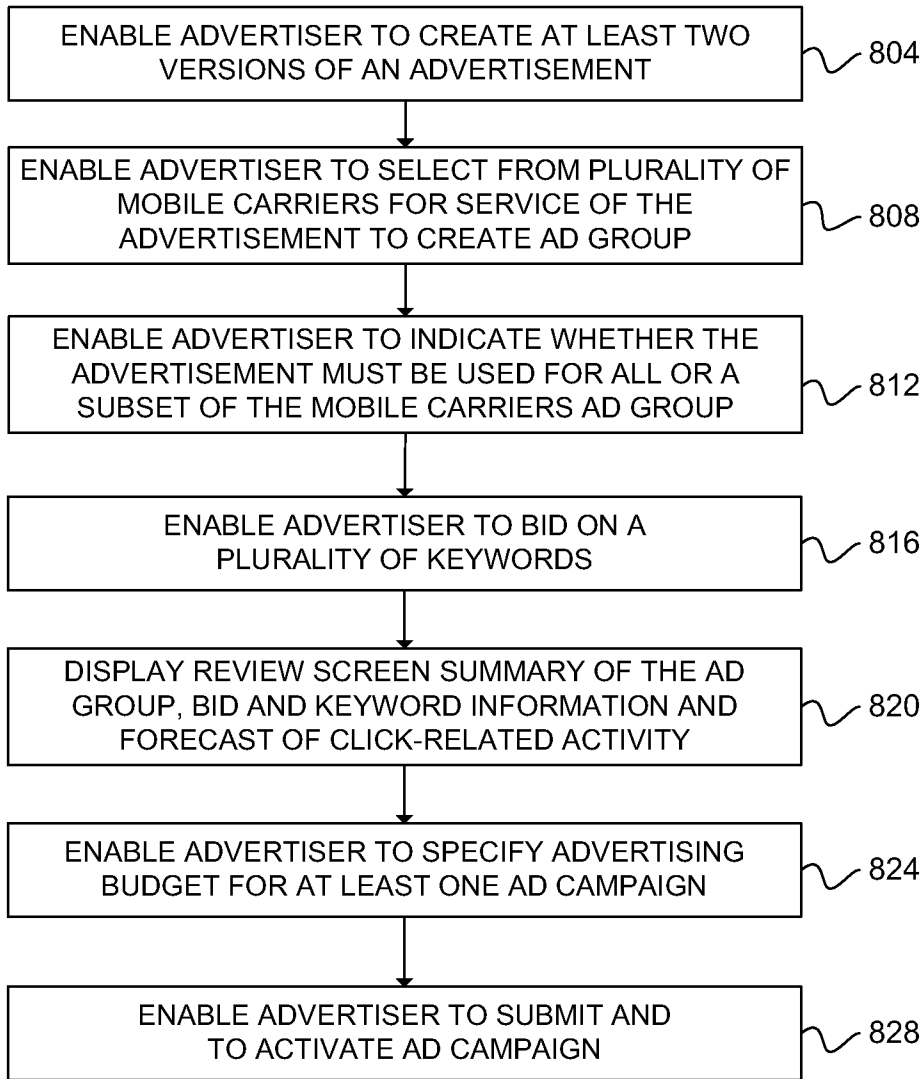 ENABLE ADVERTISER TO CREATE AT LEAST TWO
VERSIONS OF AN ADVERTISEMENT
804
ENABLE ADVERTISER TO SELECT FROM PLURALITY OF
MOBILE CARRIERS FOR SERVICE OF THE
ADVERTISEMENT TO CREATE AD GROUP
808
ENABLE ADVERTISER TO INDICATE WHETHER THE
ADVERTISEMENT MUST BE USED FOR ALL OR A
SUBSET OF THE MOBILE CARRIERS AD GROUP
812
ENABLE ADVERTISER TO BID ON A
PLURALITY OF KEYWORDS
816
DISPLAY REVIEW SCREEN SUMMARY OF THE AD
GROUP, BID AND KEYWORD INFORMATION AND
FORECAST OF CLICK-RELATED ACTIVITY
820
ENABLE ADVERTISER TO SPECIFY ADVERTISING
BUDGET FOR AT LEAST ONE AD CAMPAIGN
824
ENABLE ADVERTISER TO SUBMIT AND
TO ACTIVATE AD CAMPAIGN
828